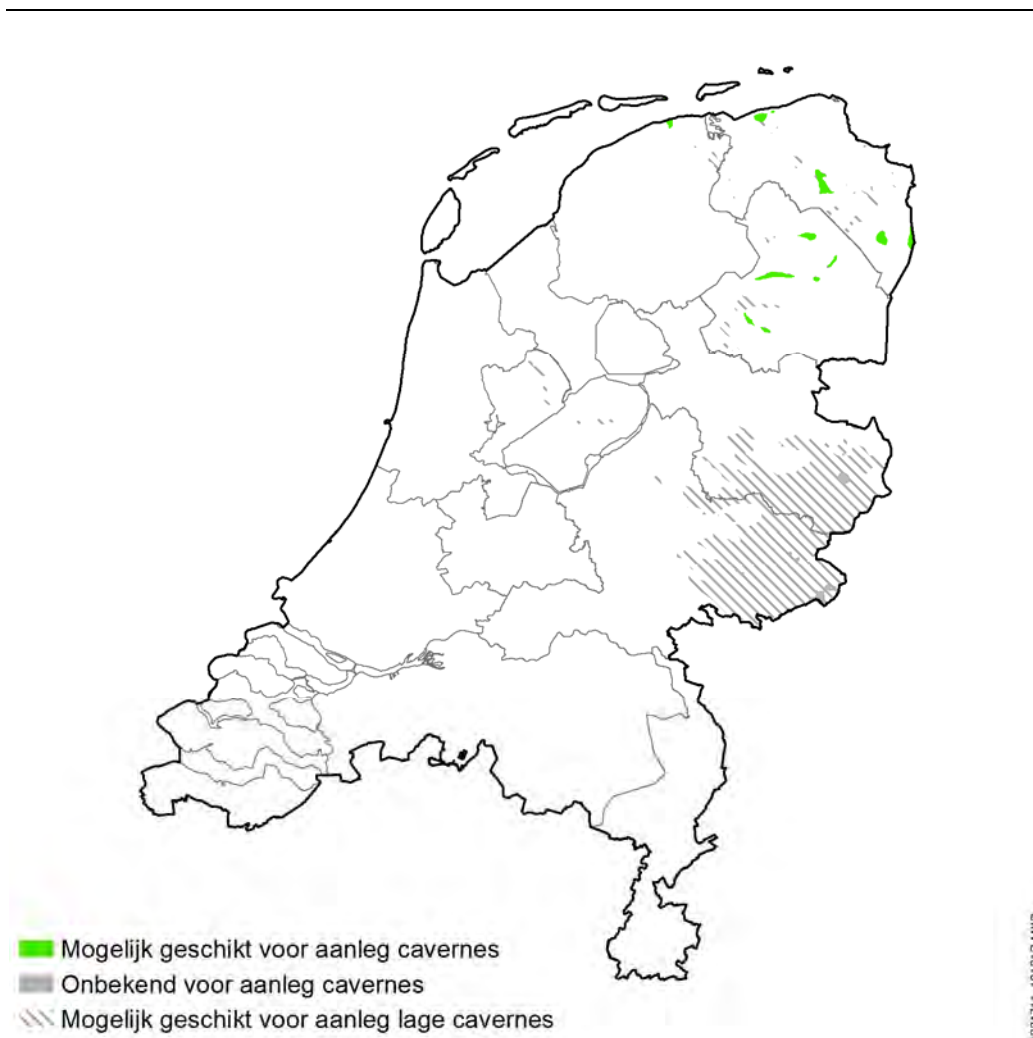 Mogelijk geschikt voor aanleg cavernes
Onbekend voor aanleg cavernes
Mogelijk geschikt voor aanleg lage cavernes